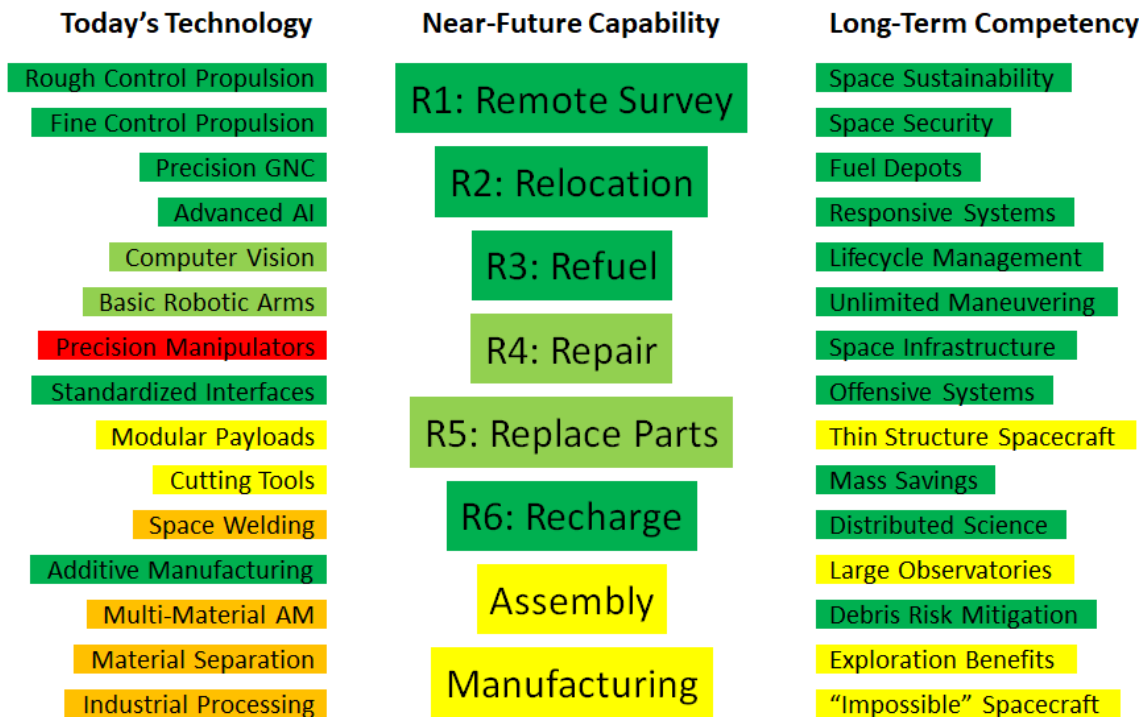 Today’s Technology
Rough Control Propulsion
Fine Control Propulsion
Precision GNC
Advanced AI
Computer Vision
Basic Robotic Arms
Precision Manipulators
Standardized Interfaces
Modular Payloads
Cutting Tools
Space Welding
Additive Manufacturing
Multi-Material AM
Material Separation
Industrial Processing
Near-Future Capability
R1: Remote Survey
R2: Relocation
R3: Refuel
R4: Repair
R5: Replace Parts
R6: Recharge
Assembly
Manufacturing
Long-Term Competency
Space Sustainability
Space Security
Fuel Depots
Responsive Systems
Lifecycle Management
Unlimited Maneuvering
Space Infrastructure
Offensive Systems
Thin Structure Spacecraft
Mass Savings
Distributed Science
Large Observatories
Debris Risk Mitigation
Exploration Benefits
“Impossible” Spacecraft